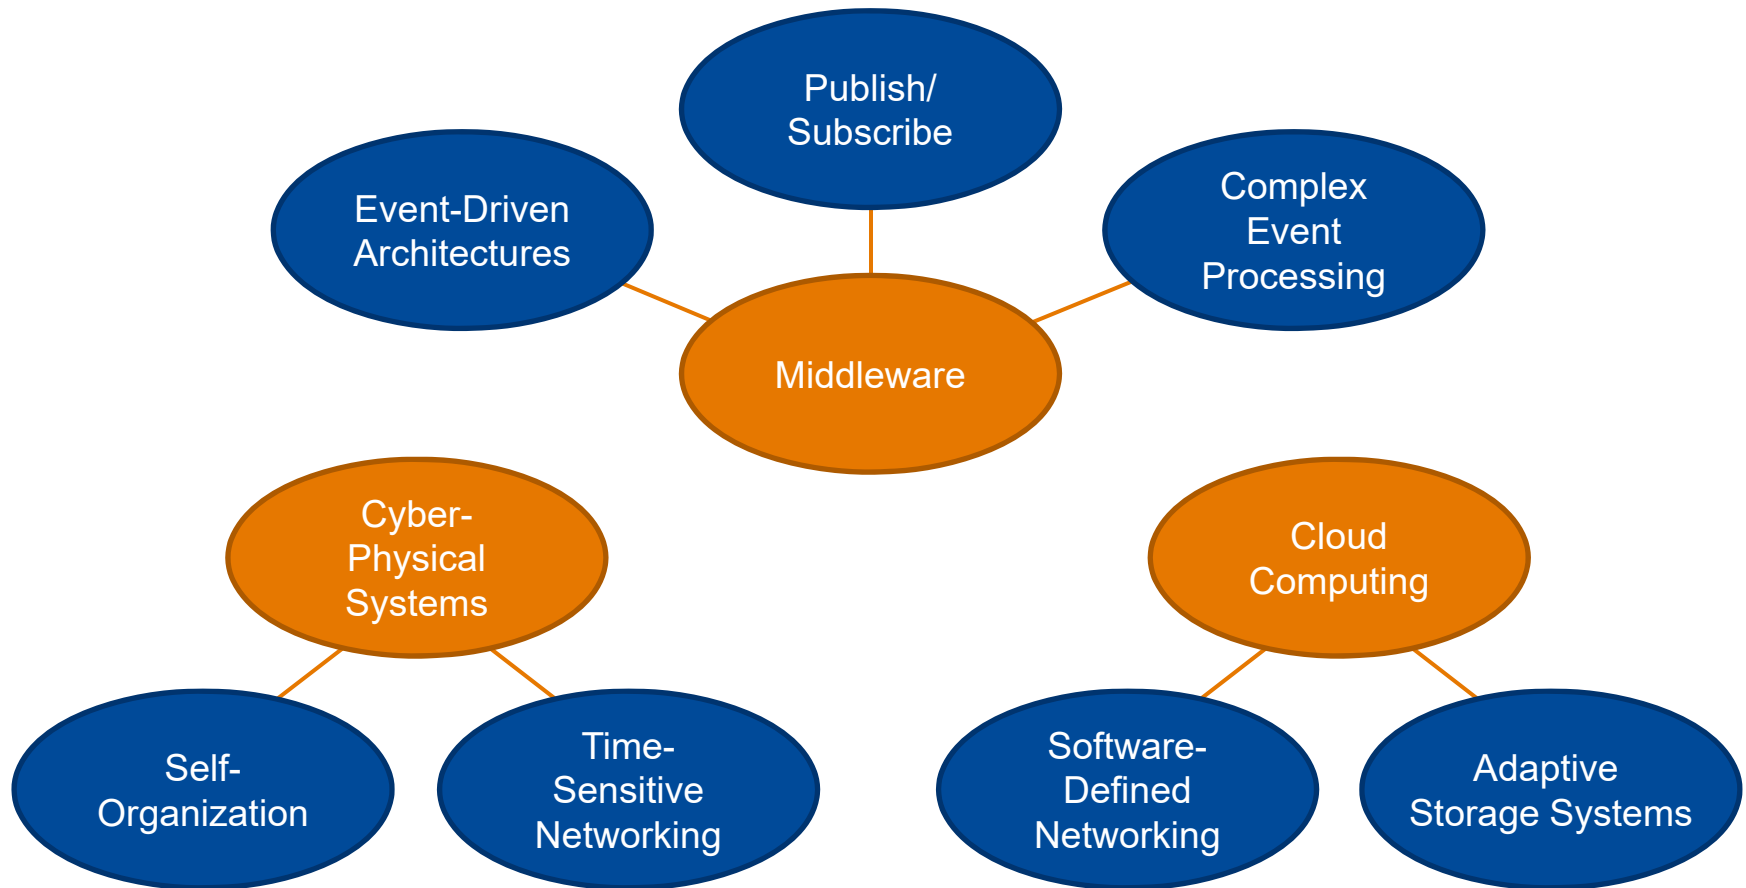 Publish/
Subscribe
Event-Driven
Architectures
Complex
Event
Processing
Middleware
Cyber-
Physical
Systems
Cloud
Computing
Self-
Organization
Time-
Sensitive
Networking
Software-
Defined
Networking
Adaptive
Storage Systems